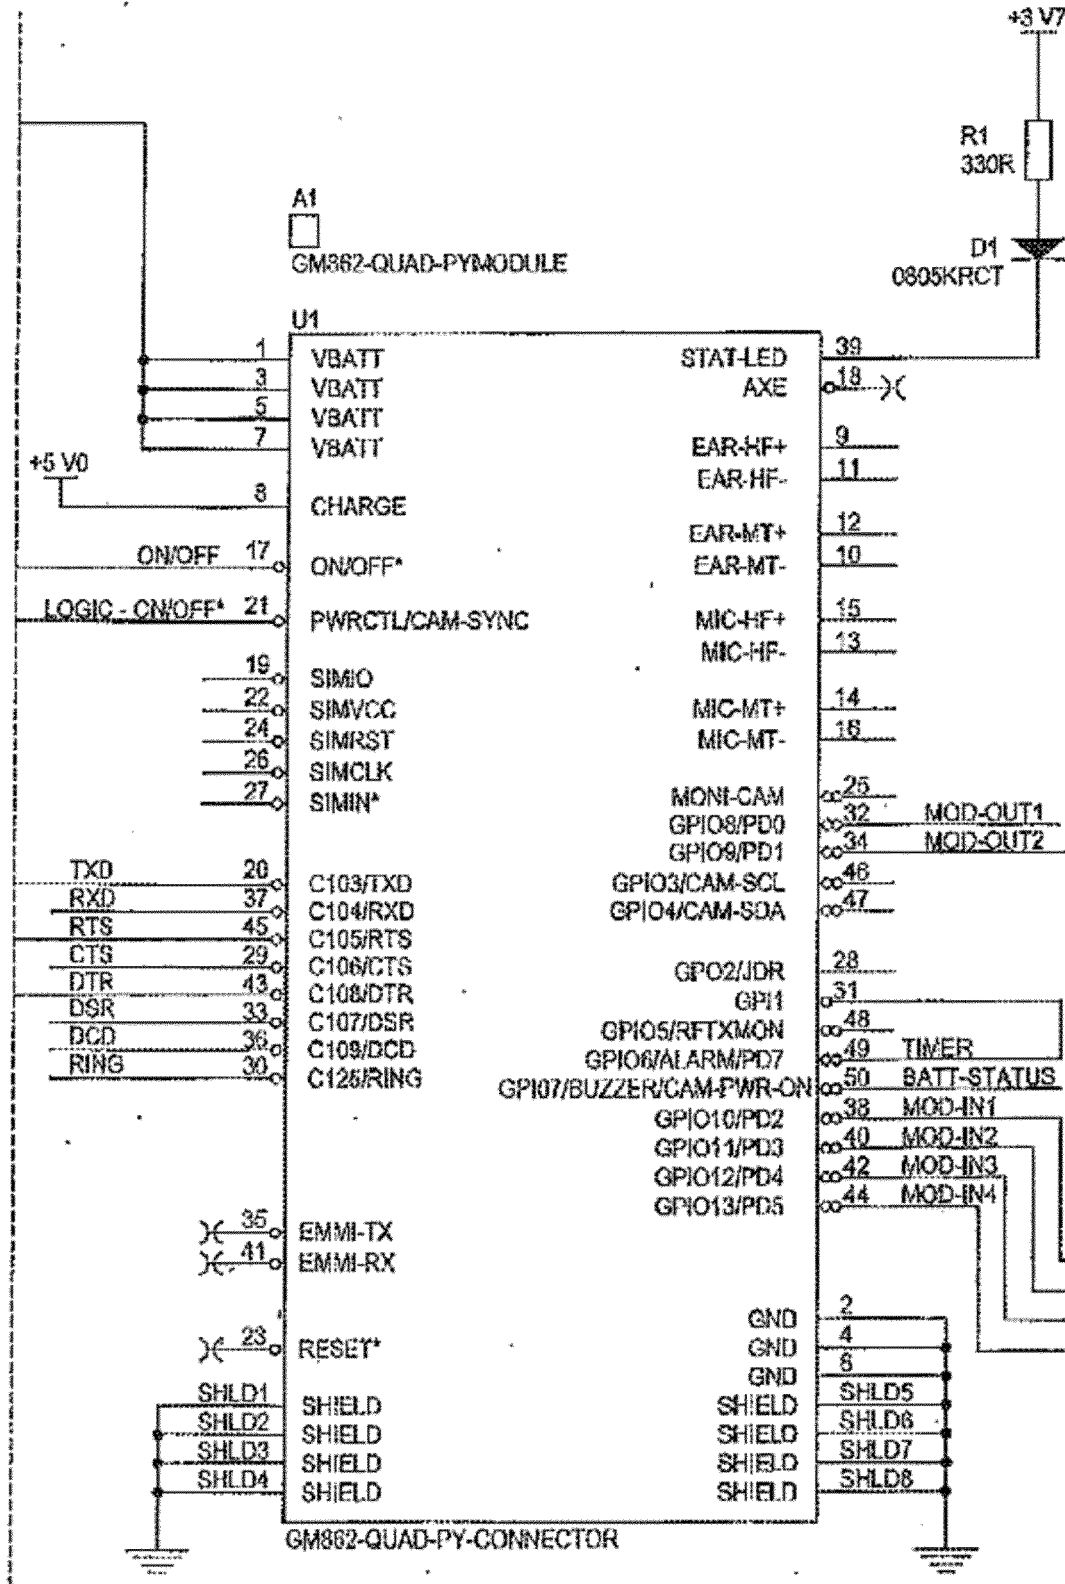 +3 V7
R1
330R
A1
GM862-QUAD-PYMODULE
D1
0805KRCT
U1
1 VBATT
3 VBATT
5 VBATT
7 VBATT
+5 V0
8 CHARGE
ON/OFF 17 ON/OFF*
LOGIC - ON/OFF* 21 PWRCTL/CAM-SYNC
19 SIMIO
22 SIMVCC
24 SIMRST
26 SIMCLK
27 SIMIN*
TXD 20 C103/TXD
RXD 37 C104/RXD
RTS 45 C105/RTS
CTS 29 C106/CTS
DTR 43 C108/DTR
DSR 33 C107/DSR
DCD 36 C109/DCD
RING 30 C125/RING
35 EMMI-TX
41 EMMI-RX
23 RESET*
SHLD1 SHIELD
SHLD2 SHIELD
SHLD3 SHIELD
SHLD4 SHIELD
STAT-LED 39
AXE 18
EAR-HF+ 9
EAR-HF- 11
EAR-MT+ 12
EAR-MT- 10
MIC-HF+ 15
MIC-HF- 13
MIC-MT+ 14
MIC-MT- 16
MONI-CAM 25
GPIO8/PD0 32 MOD-OUT1
GPIO9/PD1 34 MOD-OUT2
GPIO3/CAM-SCL 46
GPIO4/CAM-SDA 47
GPO2/JDR 28
GPI1 31
GPIO5/RFTXMON 48
GPIO6/ALARM/PD7 49 TIMER
GPIO7/BUZZER/CAM-PWR-ON 50 BATT-STATUS
GPIO10/PD2 38 MOD-IN1
GPIO11/PD3 40 MOD-IN2
GPIO12/PD4 42 MOD-IN3
GPIO13/PD5 44 MOD-IN4
GND 2
GND 4
GND 6
SHIELD SHLD5
SHIELD SHLD6
SHIELD SHLD7
SHIELD SHLD8
GM862-QUAD-PY-CONNECTOR